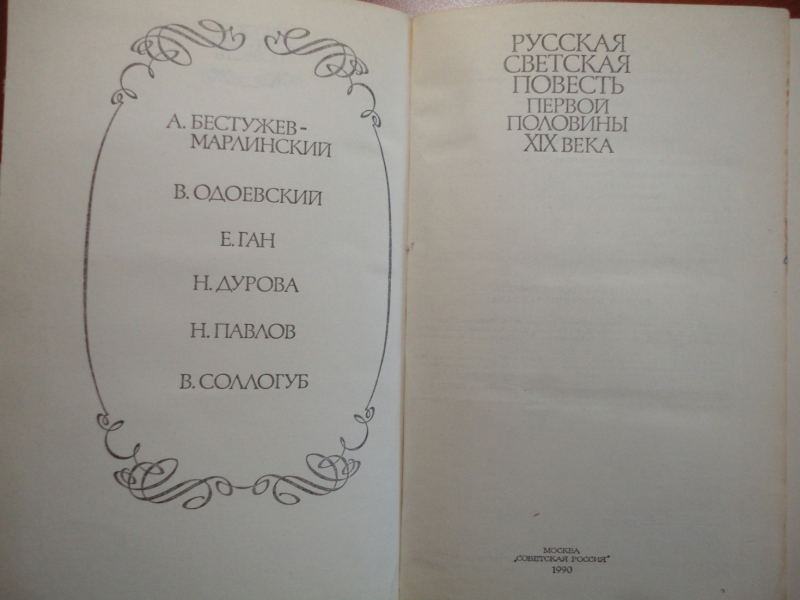 А. БЕСТУЖЕВ-
МАРЛИНСКИЙ
В. ОДОЕВСКИЙ
Е. ГАН
Н. ДУРОВА
Н. ПАВЛОВ
В. СОЛЛОГУБ
РУССКАЯ
СВЕТСКАЯ
ПОВЕСТЬ
ПЕРВОЙ
ПОЛОВИНЫ
XIX ВЕКА
МОСКВА
„СОВЕТСКАЯ РОССИЯ"
1990